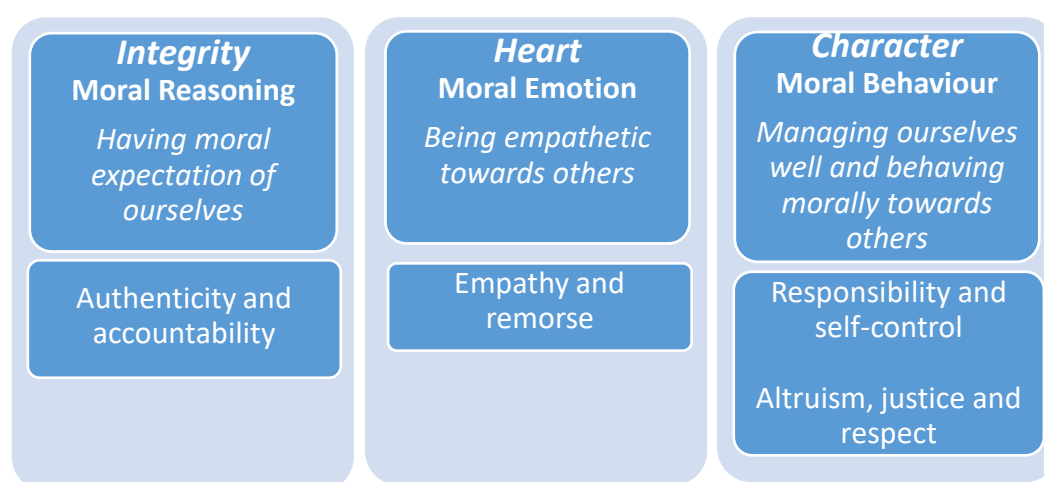 Integrity
Moral Reasoning
Having moral
expectation of
ourselves
Authenticity and
accountability
Heart
Moral Emotion
Being empathetic
towards others
Empathy and
remorse
Character
Moral Behaviour
Managing ourselves
well and behaving
morally towards
others
Responsibility and
self-control
Altruism, justice and
respect